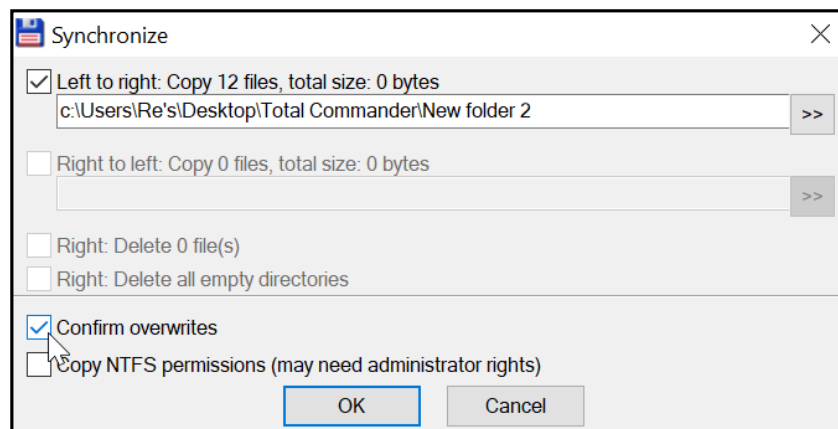 Synchronize
Left to right: Copy 12 files, total size: 0 bytes
c:\Users\Re's\Desktop\Total Commander\New folder 2
>>
Right to left: Copy 0 files, total size: 0 bytes
>>
Right: Delete 0 file(s)
Right: Delete all empty directories
Confirm overwrites
Copy NTFS permissions (may need administrator rights)
OK Cancel